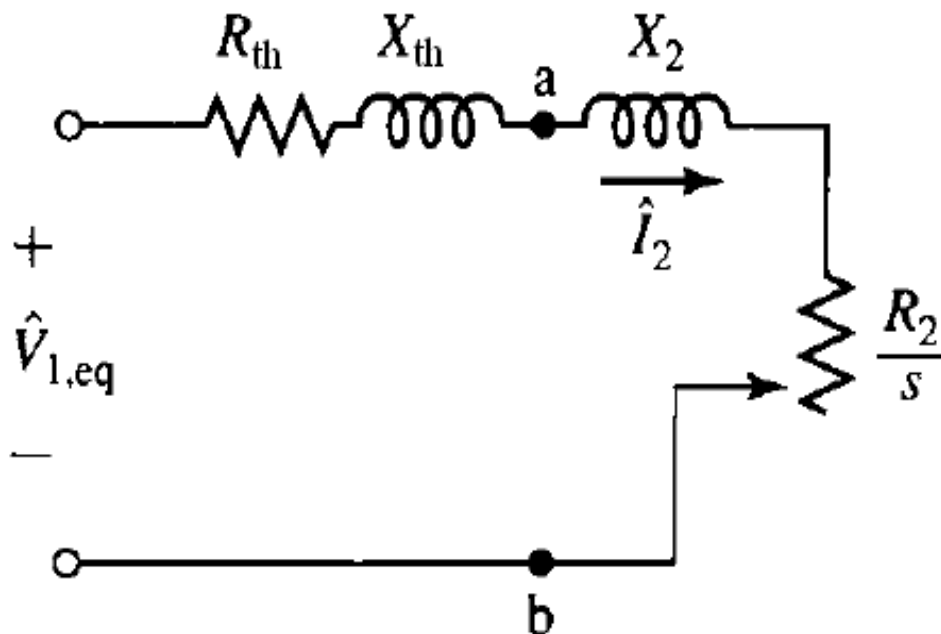 R_th X_th a X_2
Î_2
+
V̂_1,eq
−
R_2/s
b